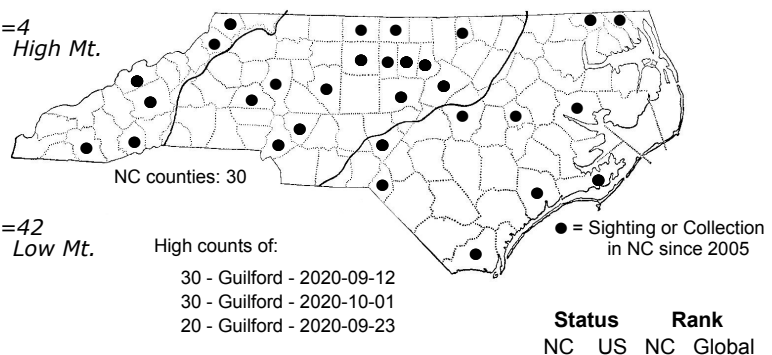 =4
High Mt.
NC counties: 30
=42
Low Mt.
High counts of:
30 - Guilford - 2020-09-12
30 - Guilford - 2020-10-01
20 - Guilford - 2020-09-23
● = Sighting or Collection
in NC since 2005
Status Rank
NC US NC Global